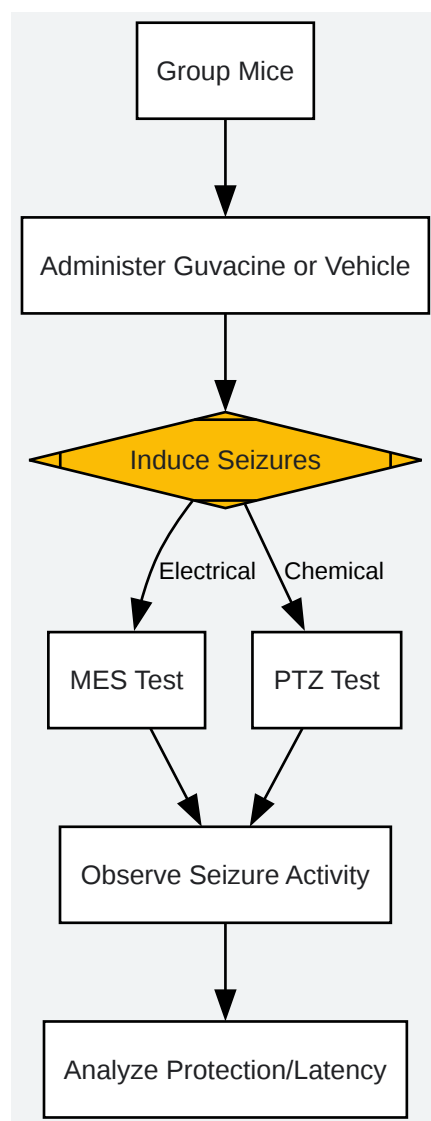 Group Mice
Administer Guvacine or Vehicle
Induce Seizures
Electrical
Chemical
MES Test
PTZ Test
Observe Seizure Activity
Analyze Protection/Latency